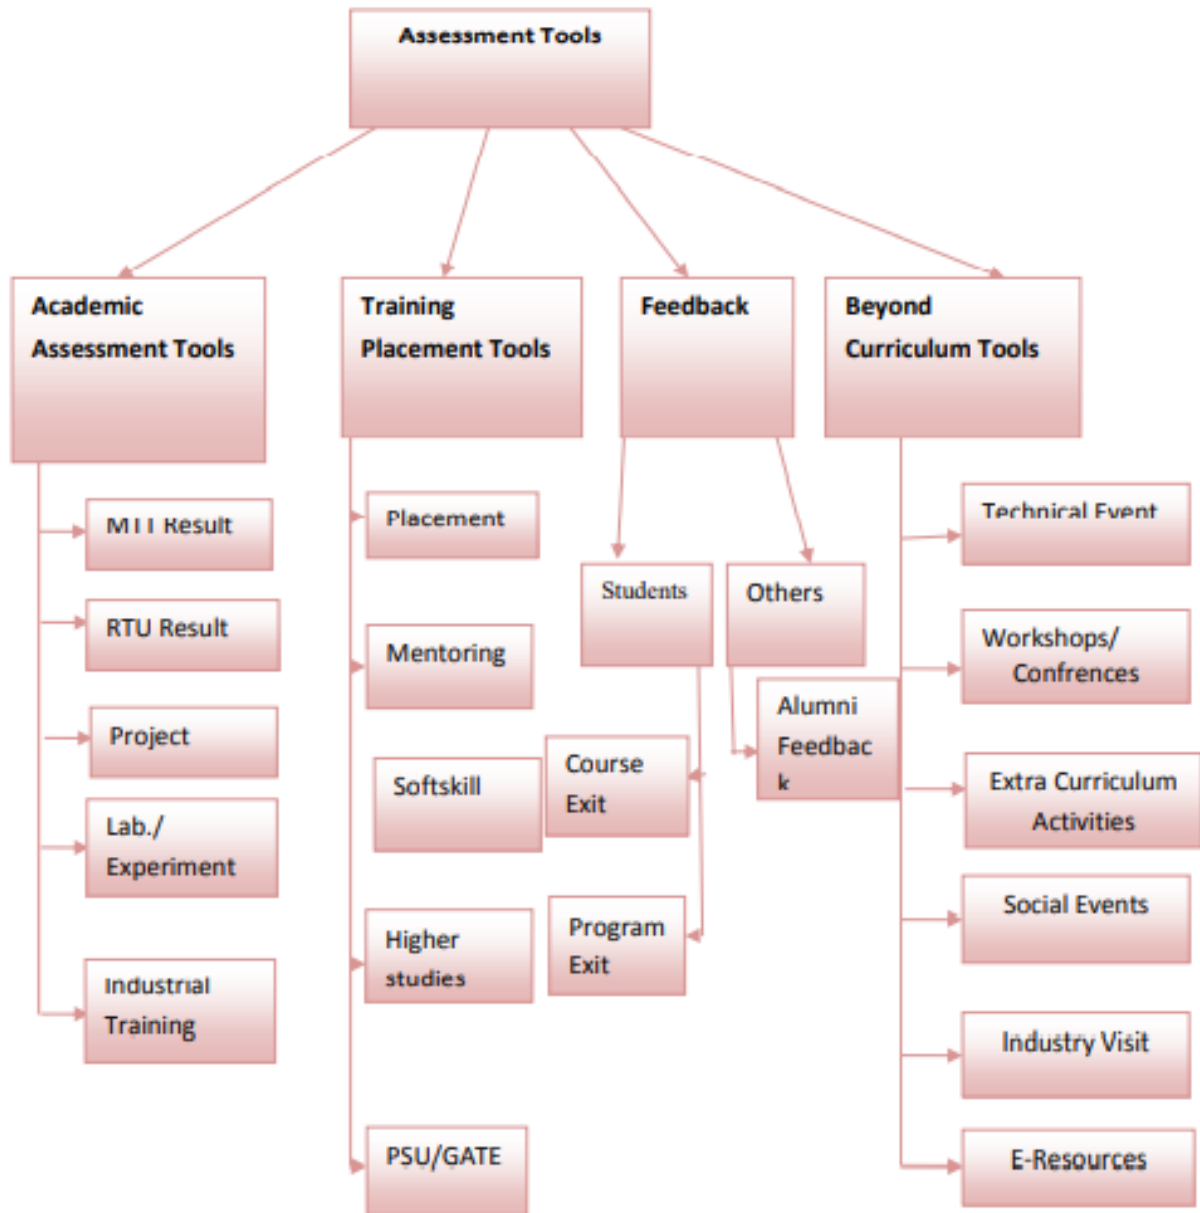 Assessment Tools
Academic
Assessment Tools
Training
Placement Tools
Feedback
Beyond
Curriculum Tools
MTT Result
RTU Result
Project
Lab./
Experiment
Industrial
Training
Placement
Mentoring
Softskill
Higher
studies
PSU/GATE
Students
Others
Course
Exit
Program
Exit
Alumni
Feedbac
k
Technical Event
Workshops/
Confrences
Extra Curriculum
Activities
Social Events
Industry Visit
E-Resources